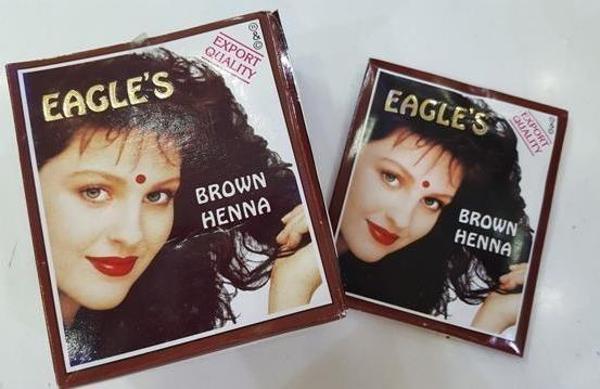 EXPORT
QUALITY
EAGLE'S
BROWN
HENNA
EAGLE'S
EXPORT
QUALITY
BROWN
HENNA